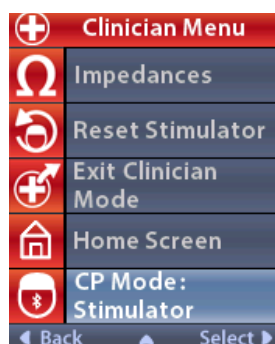 Clinician Menu
Impedances
Reset Stimulator
Exit Clinician
Mode
Home Screen
CP Mode:
Stimulator
Back Select